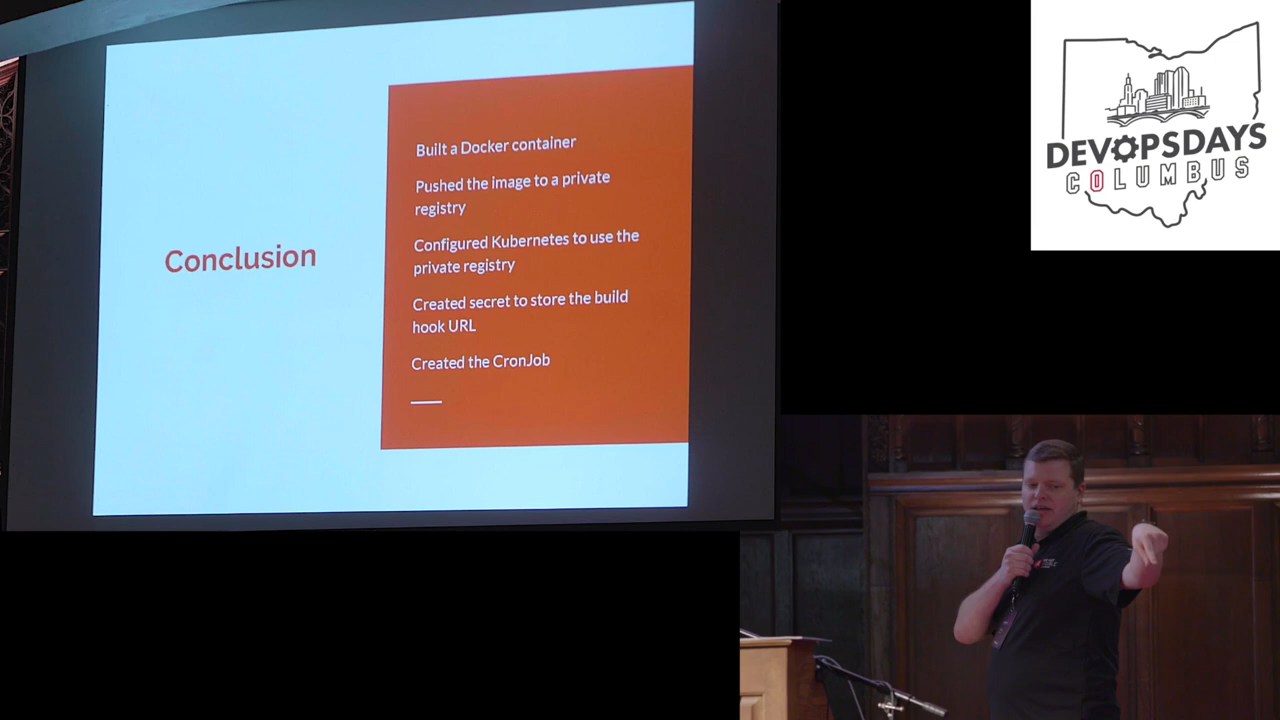 Conclusion
Built a Docker container
Pushed the image to a private
registry
Configured Kubernetes to use the
private registry
Created secret to store the build
hook URL
Created the CronJob
DEVOPSDAYS
COLUMBUS